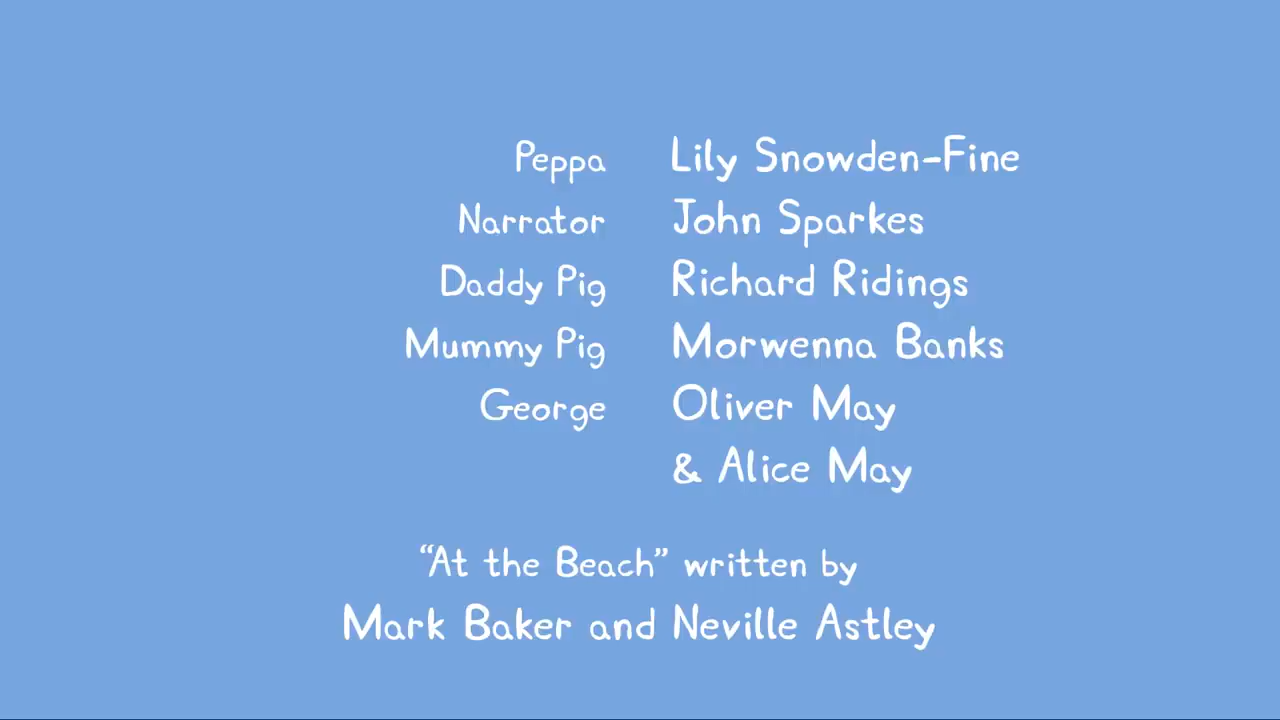 Peppa Lily Snowden-Fine
Narrator John Sparkes
Daddy Pig Richard Ridings
Mummy Pig Morwenna Banks
George Oliver May
& Alice May
“At the Beach” written by
Mark Baker and Neville Astley